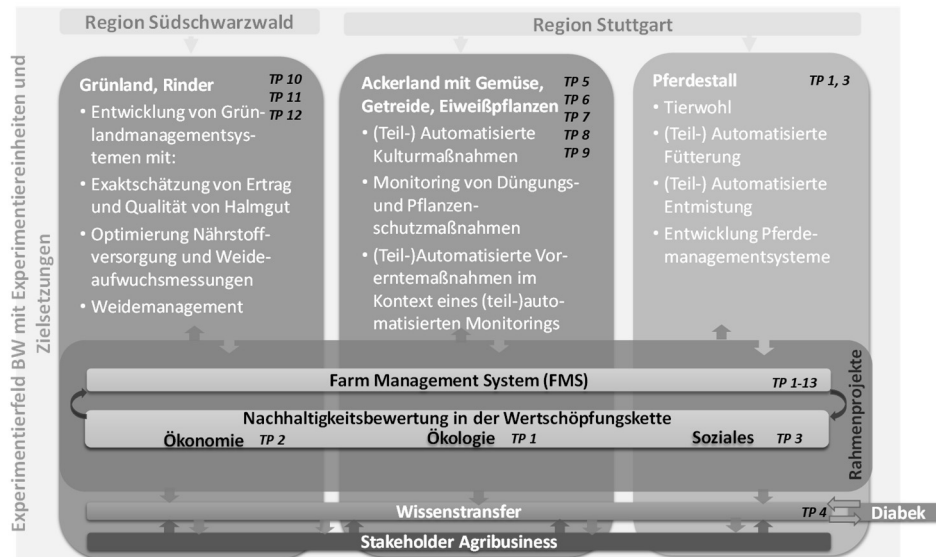 Experimentierfeld BW mit Experimentiereinheiten und
Zielsetzungen
Region Südschwarzwald
Region Stuttgart
Grünland, Rinder
TP 10
TP 11
TP 12
• Entwicklung von Grün-
landmanagementsys-
temen mit:
• Exaktschätzung von Ertrag
und Qualität von Halmgut
• Optimierung Nährstoff-
versorgung und Weide-
aufwuchsmessungen
• Weidemanagement
Ackerland mit Gemüse,
Getreide, Eiweißpflanzen
TP 5
TP 6
TP 7
TP 8
TP 9
• (Teil-) Automatisierte
Kulturmaßnahmen
• Monitoring von Düngungs-
und Pflanzen-
schutzmaßnahmen
• (Teil-)Automatisierte Vor-
erntemaßnahmen im
Kontext eines (teil-)auto-
matisierten Monitorings
Pferdestall
TP 1, 3
• Tierwohl
• (Teil-) Automatisierte
Fütterung
• (Teil-) Automatisierte
Entmistung
• Entwicklung Pferde-
managementsysteme
Farm Management System (FMS)
TP 1-13
Nachhaltigkeitsbewertung in der Wertschöpfungskette
Ökonomie TP 2
Ökologie TP 1
Soziales TP 3
Rahmenprojekte
Wissenstransfer
TP 4
Diabek
Stakeholder Agribusiness